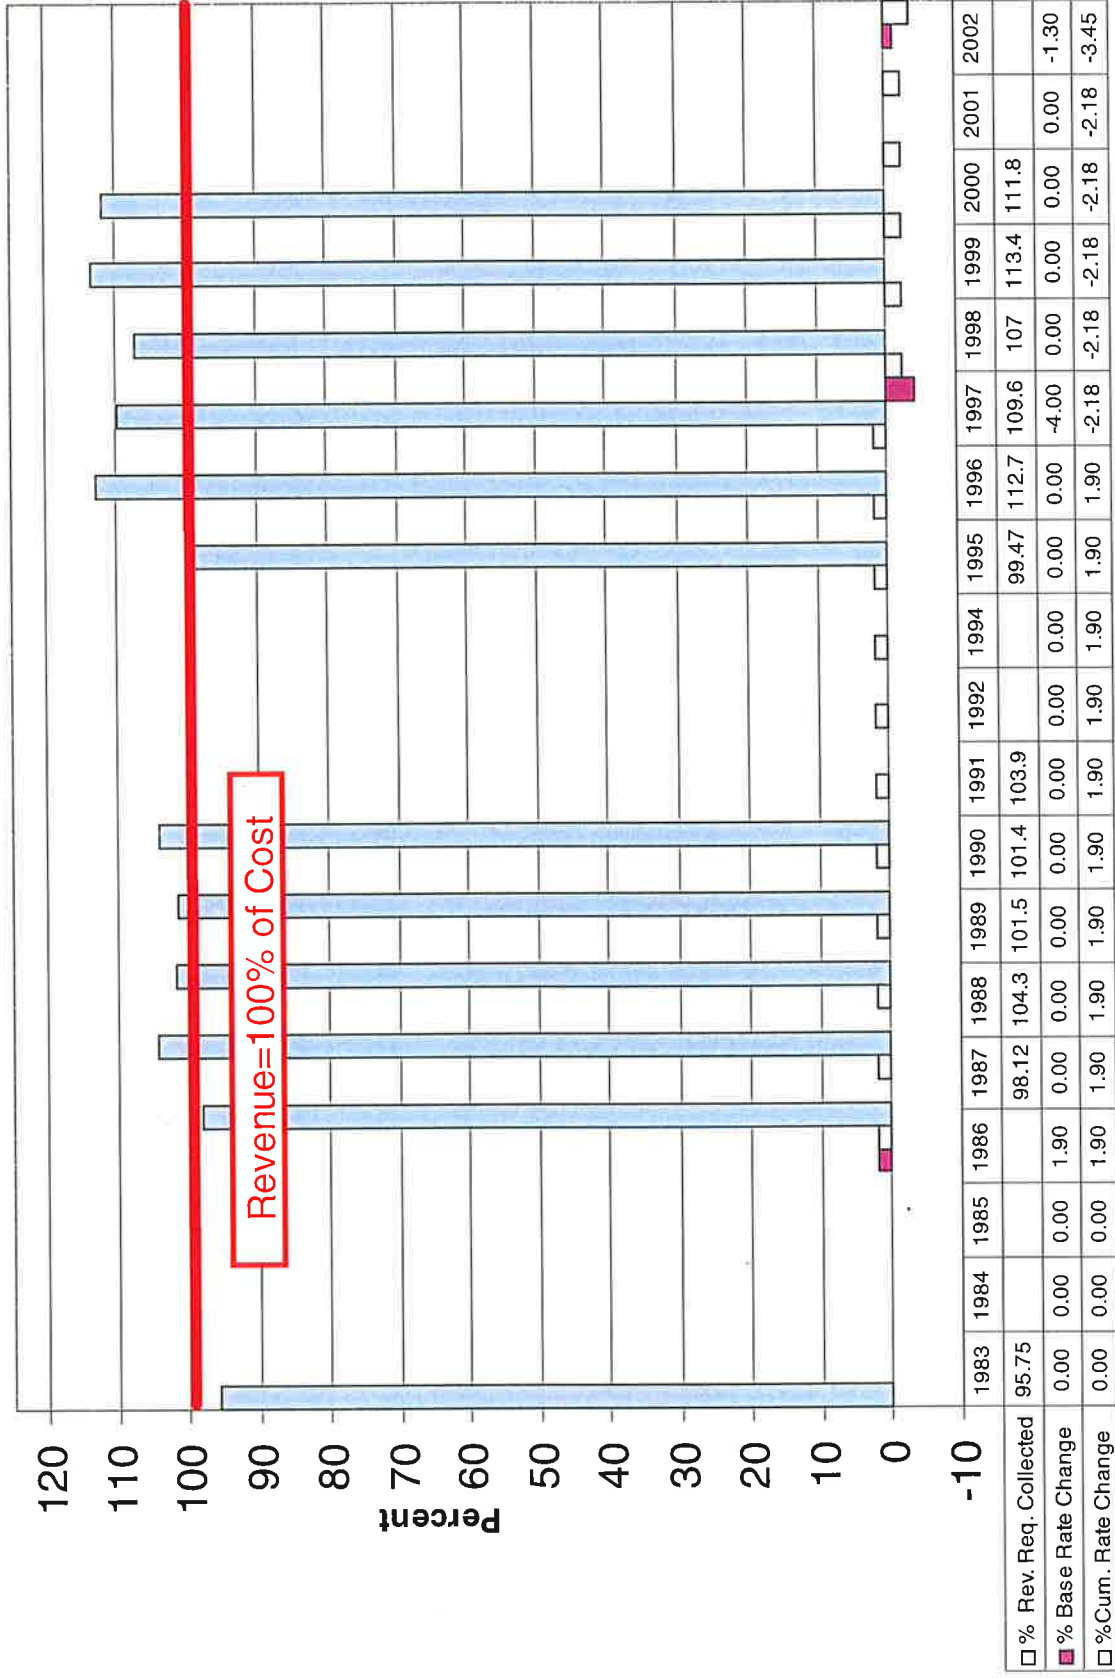 120
110
100
90
80
70
60
50
40
30
20
10
0
-10
Percent
Revenue=100% of Cost
1983 1984 1985 1986 1987 1988 1989 1990 1991 1992 1994 1995 1996 1997 1998 1999 2000 2001 2002
% Rev. Req. Collected 95.75 98.12 104.3 101.5 101.4 103.9 99.47 112.7 109.6 107 113.4 111.8
% Base Rate Change 0.00 0.00 0.00 1.90 0.00 0.00 0.00 0.00 0.00 0.00 0.00 0.00 0.00 -4.00 0.00 0.00 0.00 0.00 -1.30
%Cum. Rate Change 0.00 0.00 0.00 1.90 1.90 1.90 1.90 1.90 1.90 1.90 1.90 1.90 1.90 -2.18 -2.18 -2.18 -2.18 -2.18 -3.45